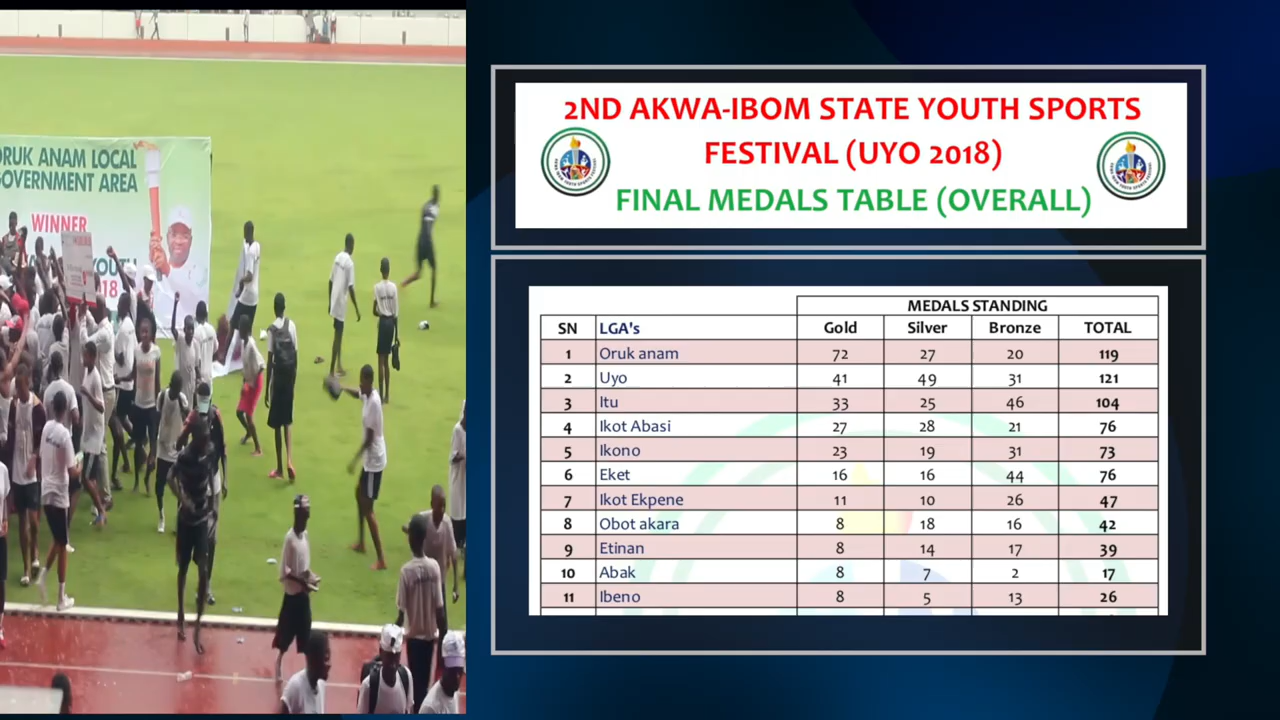 ORUK ANAM LOCAL
GOVERNMENT AREA
WINNER
YOUTH
2ND AKWA-IBOM STATE YOUTH SPORTS
FESTIVAL (UYO 2018)
FINAL MEDALS TABLE (OVERALL)
MEDALS STANDING
SN LGA's Gold Silver Bronze TOTAL
1 Oruk anam 72 27 20 119
2 Uyo 41 49 31 121
3 Itu 33 25 46 104
4 Ikot Abasi 27 28 21 76
5 Ikono 23 19 31 73
6 Eket 16 16 44 76
7 Ikot Ekpene 11 10 26 47
8 Obot akara 8 18 16 42
9 Etinan 8 14 17 39
10 Abak 8 7 2 17
11 Ibeno 8 5 13 26